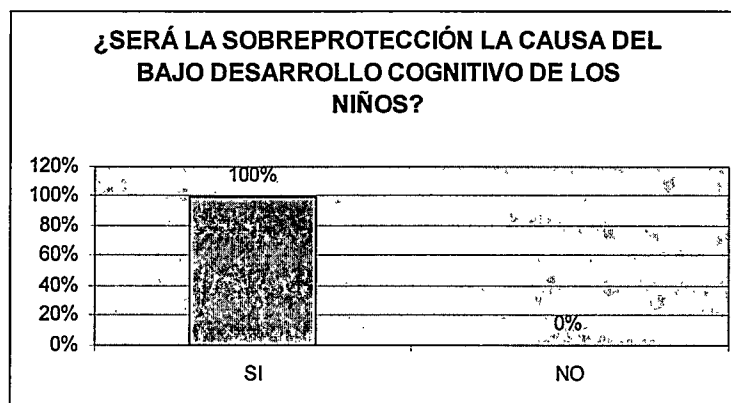 ¿SERÁ LA SOBREPROTECCIÓN LA CAUSA DEL
BAJO DESARROLLO COGNITIVO DE LOS
NIÑOS?
120%
100%
80%
60%
40%
20%
0%
100%
0%
SI
NO